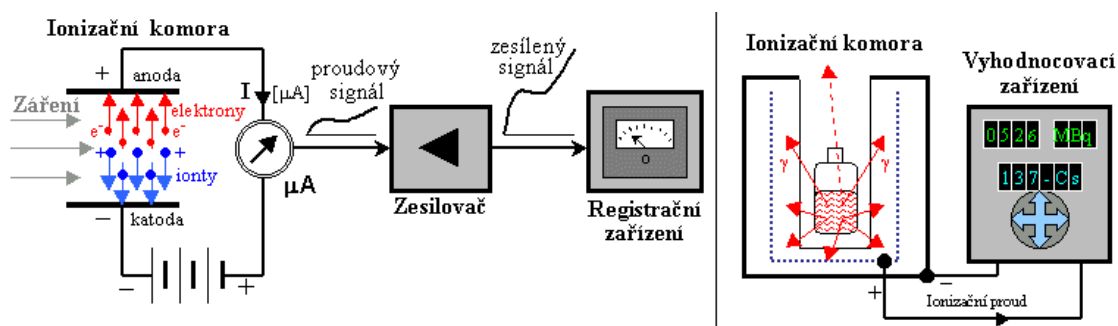 Ionizační komora
+
anoda
Záření
elektrony
e-
e-
+
+
ionty
−
katoda
−
+
I
[µA]
µA
proudový
signál
Zesilovač
zesílený
signál
o
Registrační
zařízení
Ionizační komora
γ
γ
+
−
Ionizační proud
Vyhodnocovací
zařízení
0526 MBq
137-Cs